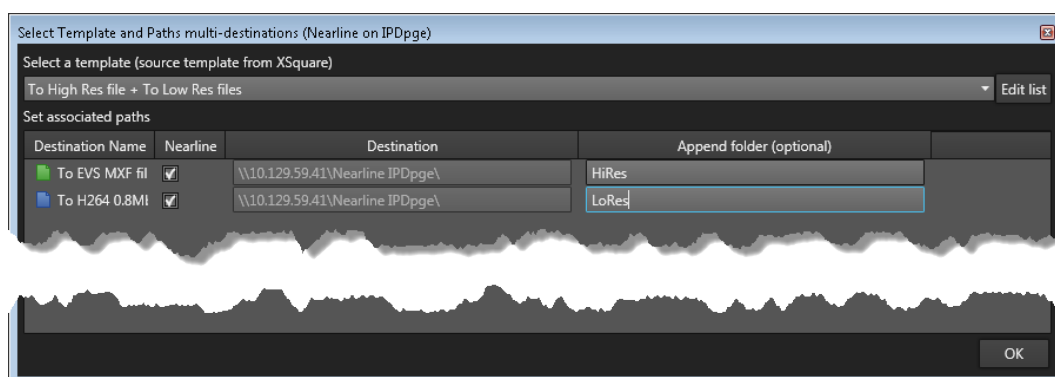 Select Template and Paths multi-destinations (Nearline on IPDpge)
Select a template (source template from XSquare)
To High Res file + To Low Res files Edit list
Set associated paths
Destination Name Nearline Destination Append folder (optional)
To EVS MXF fil \\10.129.59.41\Nearline IPDpge\ HiRes
To H264 0.8MI \\10.129.59.41\Nearline IPDpge\ LoRes
OK